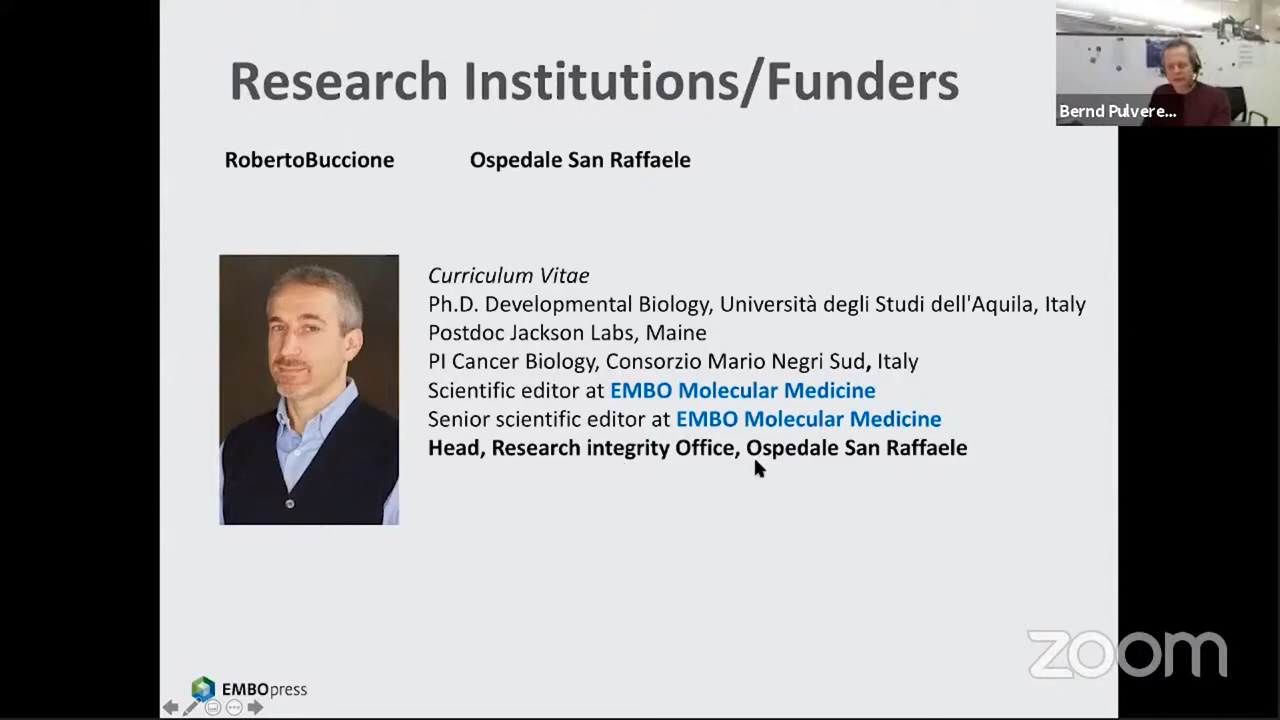 Research Institutions/Funders
Bernd Pulvere...
RobertoBuccione Ospedale San Raffaele
Curriculum Vitae
Ph.D. Developmental Biology, Università degli Studi dell'Aquila, Italy
Postdoc Jackson Labs, Maine
PI Cancer Biology, Consorzio Mario Negri Sud, Italy
Scientific editor at EMBO Molecular Medicine
Senior scientific editor at EMBO Molecular Medicine
Head, Research integrity Office, Ospedale San Raffaele
zoom
EMBOpress